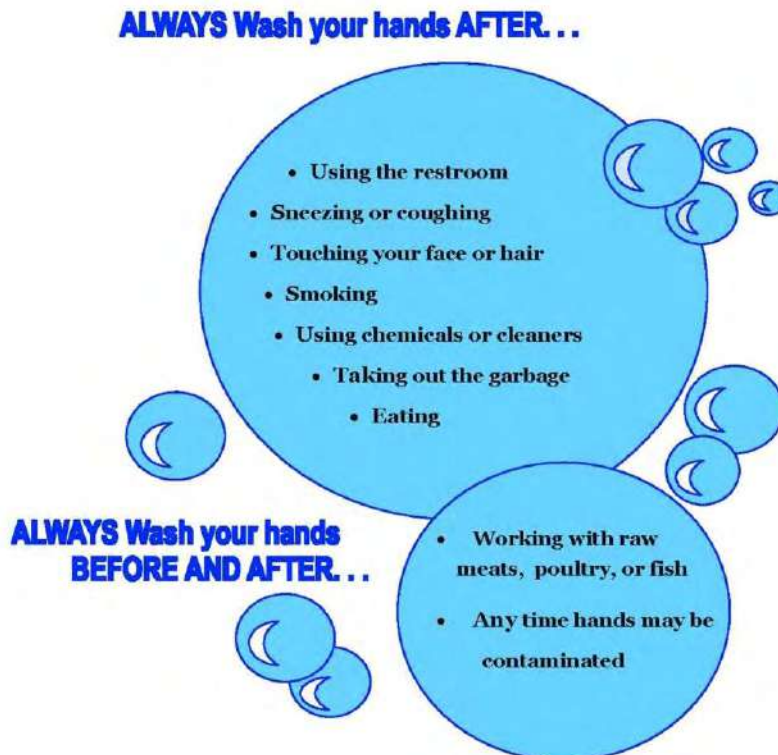 ALWAYS Wash your hands AFTER. . .
• Using the restroom
• Sneezing or coughing
• Touching your face or hair
• Smoking
• Using chemicals or cleaners
• Taking out the garbage
• Eating
ALWAYS Wash your hands
BEFORE AND AFTER. . .
• Working with raw
meats, poultry, or fish
• Any time hands may be
contaminated